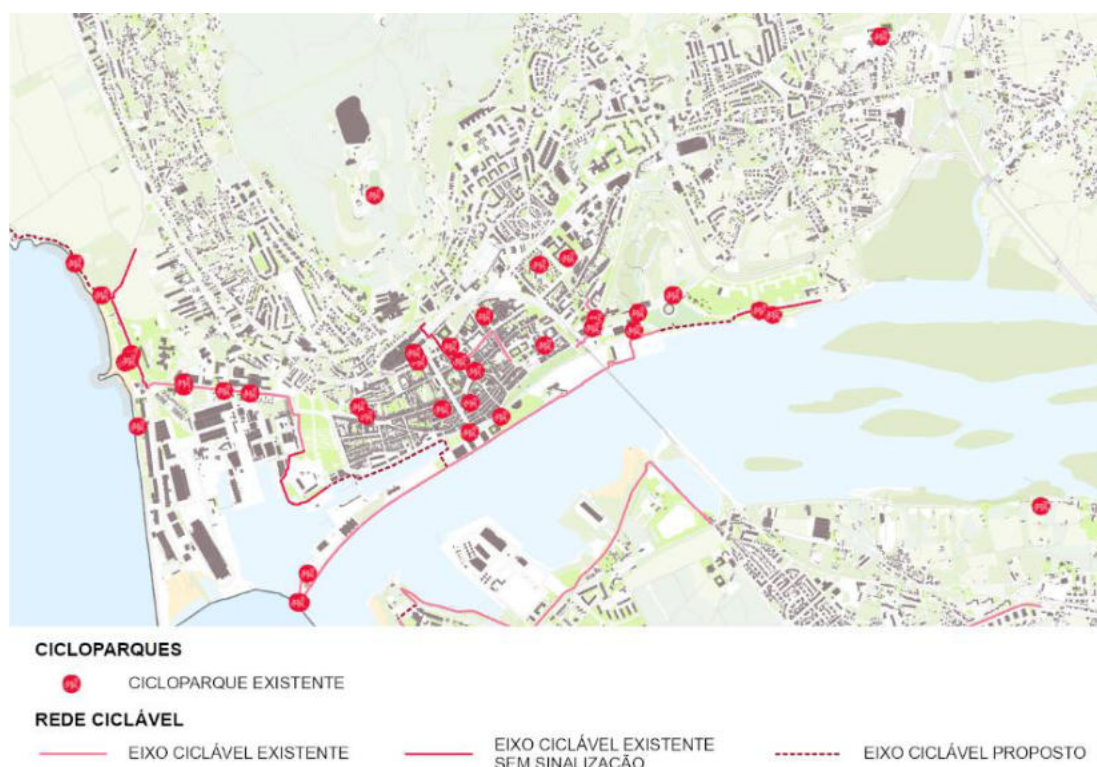 CICLOPARQUES
CICLOPARQUE EXISTENTE
REDE CICLÁVEL
EIXO CICLÁVEL EXISTENTE
EIXO CICLÁVEL EXISTENTE
SEM SINALIZAÇÃO
EIXO CICLÁVEL PROPOSTO